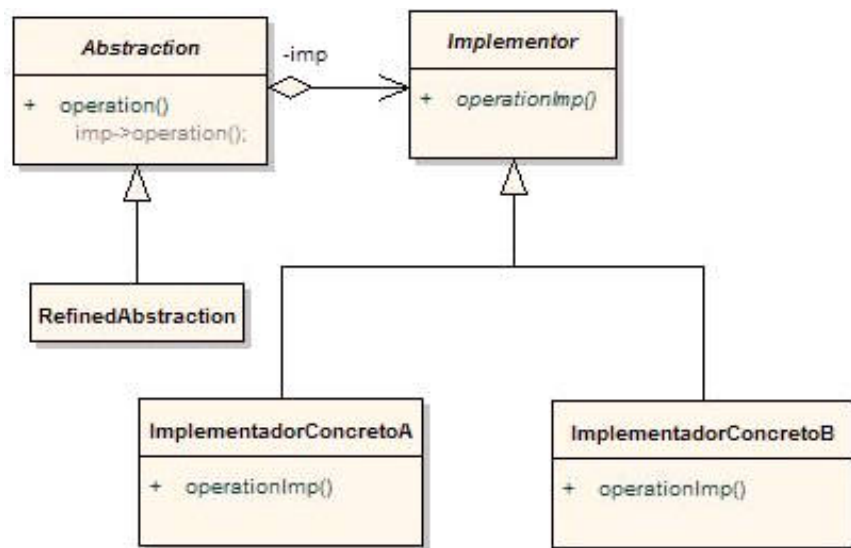 Abstraction
+ operation()
imp->operation();
-imp
Implementor
+ operationImp()
RefinedAbstraction
ImplementadorConcretoA
+ operationImp()
ImplementadorConcretoB
+ operationImp()